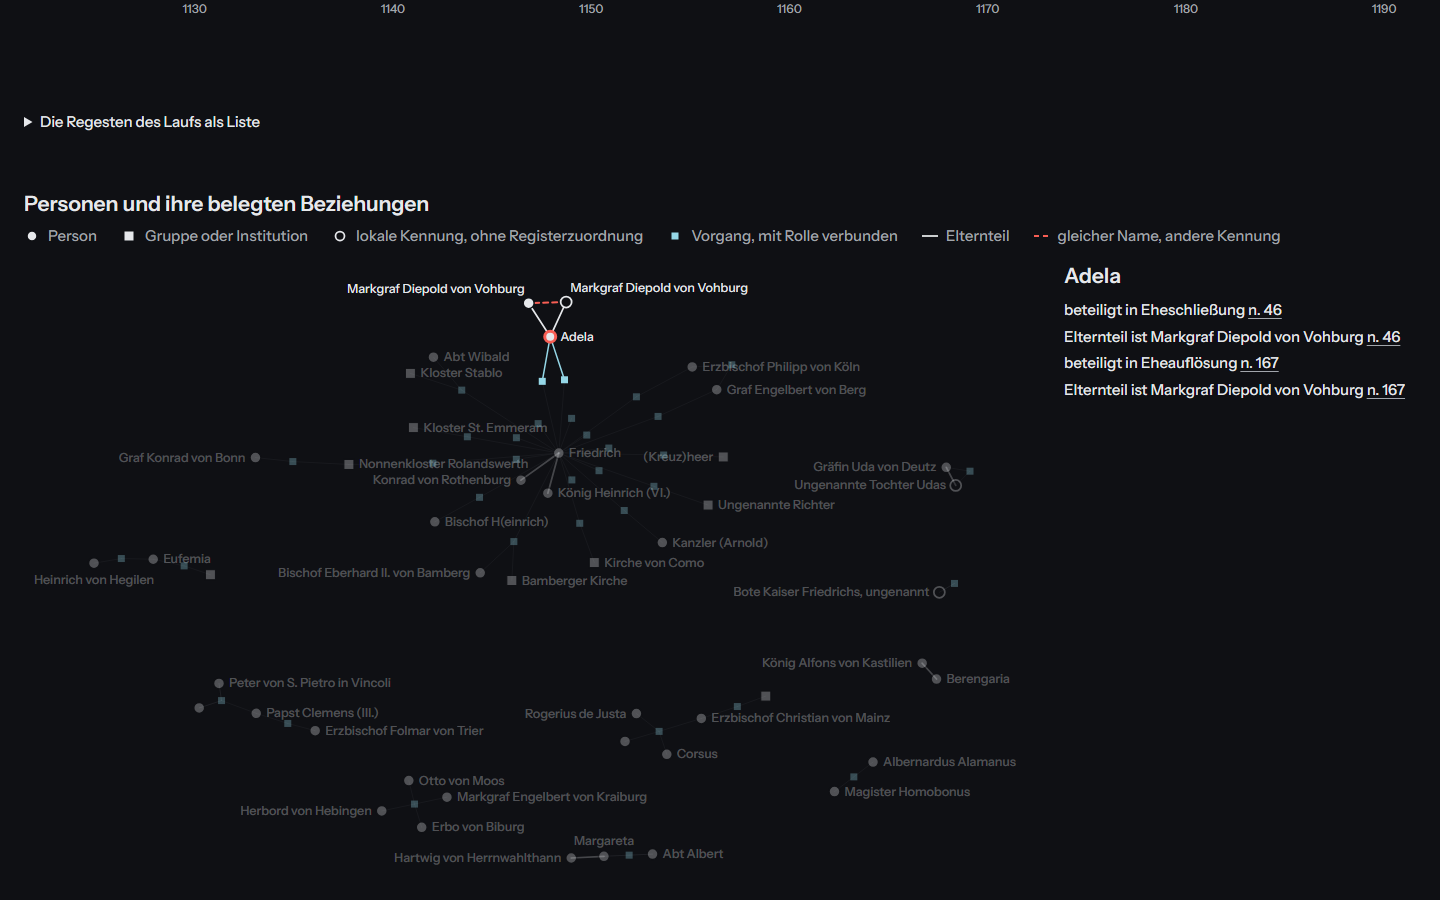 1130 1140 1150 1160 1170 1180 1190
Die Regesten des Laufs als Liste
Personen und ihre belegten Beziehungen
Person Gruppe oder Institution lokale Kennung, ohne Registerzuordnung Vorgang, mit Rolle verbunden Elternteil gleicher Name, andere Kennung
Adela
beteiligt in Eheschließung n. 46
Elternteil ist Markgraf Diepold von Vohburg n. 46
beteiligt in Eheauflösung n. 167
Elternteil ist Markgraf Diepold von Vohburg n. 167
Markgraf Diepold von Vohburg
Markgraf Diepold von Vohburg
Adela
Abt Wibald
Kloster Stablo
Erzbischof Philipp von Köln
Graf Engelbert von Berg
Kloster St. Emmeram
Graf Konrad von Bonn
Nonnenkloster Rolandswerth
Friedrich
(Kreuz)heer
Konrad von Rothenburg
König Heinrich (VI.)
Gräfin Uda von Deutz
Ungenannte Tochter Udas
Ungenannte Richter
Bischof H(einrich)
Kanzler (Arnold)
Eufemia
Heinrich von Hegilen
Kirche von Como
Bischof Eberhard II. von Bamberg
Bamberger Kirche
Bote Kaiser Friedrichs, ungenannt
König Alfons von Kastilien
Berengaria
Peter von S. Pietro in Vincoli
Papst Clemens (III.)
Erzbischof Folmar von Trier
Rogerius de Justa
Erzbischof Christian von Mainz
Corsus
Albernardus Alamanus
Magister Homobonus
Otto von Moos
Markgraf Engelbert von Kraiburg
Herbord von Hebingen
Erbo von Biburg
Margareta
Hartwig von Herrnwahlthann
Abt Albert